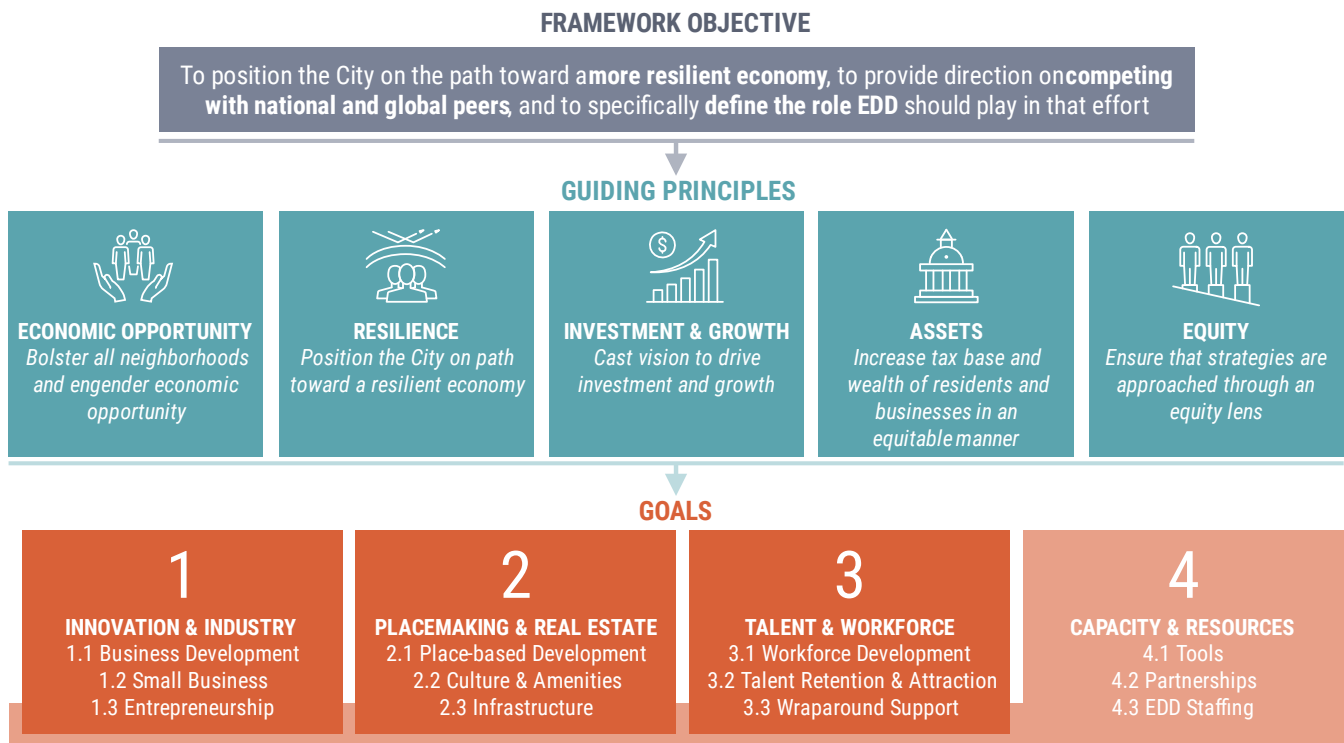 FRAMEWORK OBJECTIVE
To position the City on the path toward a more resilient economy, to provide direction on competing
with national and global peers, and to specifically define the role EDD should play in that effort
GUIDING PRINCIPLES
$
ECONOMIC OPPORTUNITY
Bolster all neighborhoods
and engender economic
opportunity
RESILIENCE
Position the City on path
toward a resilient economy
INVESTMENT & GROWTH
Cast vision to drive
investment and growth
ASSETS
Increase tax base and
wealth of residents and
businesses in an
equitable manner
EQUITY
Ensure that strategies are
approached through an
equity lens
GOALS
1
INNOVATION & INDUSTRY
1.1 Business Development
1.2 Small Business
1.3 Entrepreneurship
2
PLACEMAKING & REAL ESTATE
2.1 Place-based Development
2.2 Culture & Amenities
2.3 Infrastructure
3
TALENT & WORKFORCE
3.1 Workforce Development
3.2 Talent Retention & Attraction
3.3 Wraparound Support
4
CAPACITY & RESOURCES
4.1 Tools
4.2 Partnerships
4.3 EDD Staffing